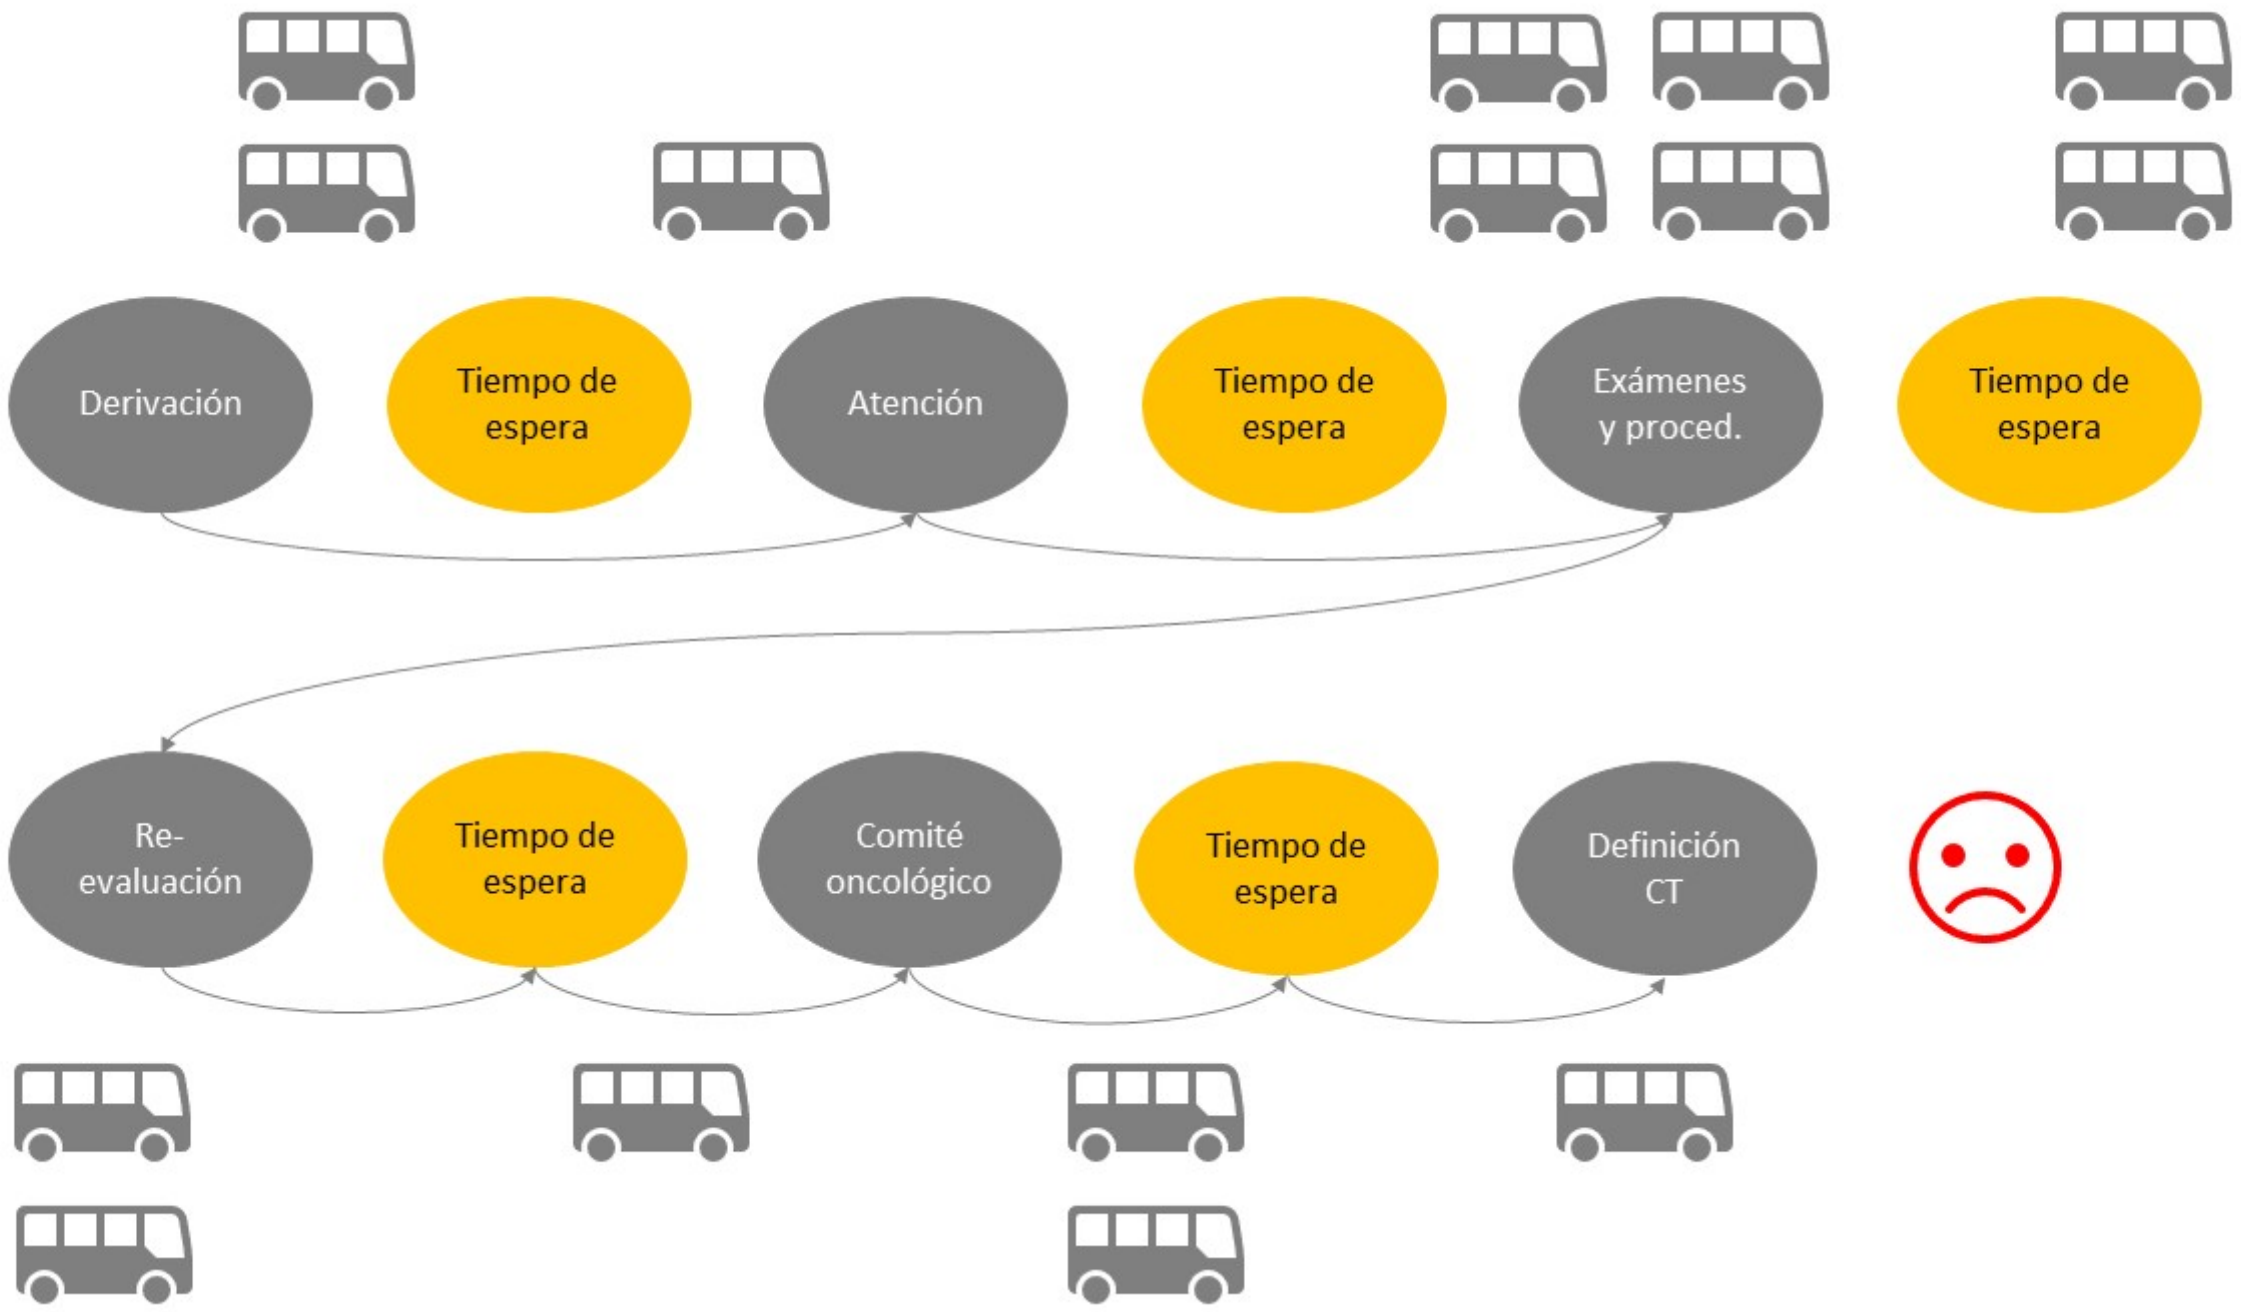 Derivación
Tiempo de
espera
Atención
Tiempo de
espera
Exámenes
y proced.
Tiempo de
espera
Re-
evaluación
Tiempo de
espera
Comité
oncológico
Tiempo de
espera
Definición
CT